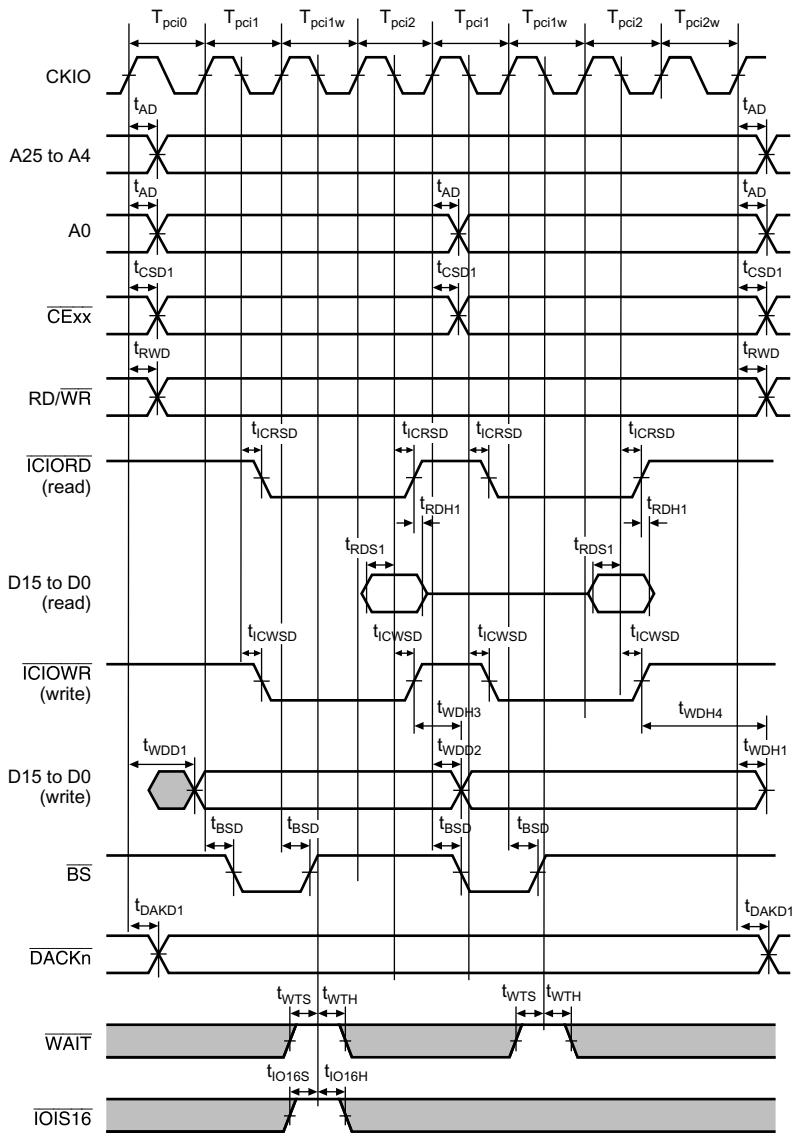 Tpci0 Tpci1 Tpci1w Tpci2 Tpci1 Tpci1w Tpci2 Tpci2w
CKIO
tAD tAD
A25 to A4
tAD tAD tAD
A0
tCSD1 tCSD1 tCSD1
CExx
tRWD tRWD
RD/WR
tICRSD tICRSD tICRSD tICRSD
ICIORD
(read)
tRDH1 tRDH1
tRDS1 tRDS1
D15 to D0
(read)
tICWSD tICWSD tICWSD tICWSD
ICIOWR
(write)
tWDH3 tWDH4
tWDD1 tWDD2 tWDH1
D15 to D0
(write)
tBSD tBSD tBSD tBSD
BS
tDAKD1 tDAKD1
DACKn
tWTS tWTH tWTS tWTH
WAIT
tIO16S tIO16H
IOIS16